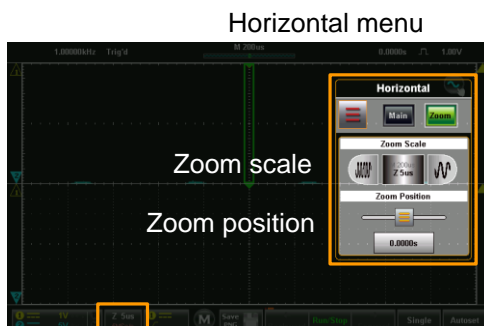 Horizontal menu
1.00000kHz Trig'd M 200us 0.0000s 1.00V
Horizontal
Main Zoom
Zoom Scale
Zoom scale
Z 5us
Zoom Position
Zoom position
0.0000s
1V Z 5us M Save Run/Stop Single Autoset